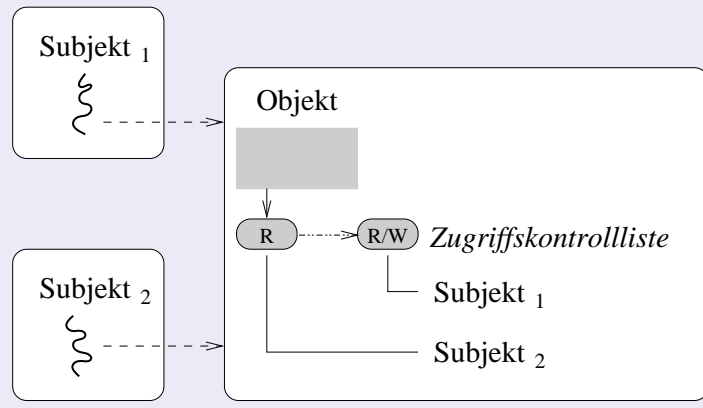 Subjekt 1
Objekt
R
R/W
Zugriffskontrollliste
Subjekt 2
Subjekt 1
Subjekt 2